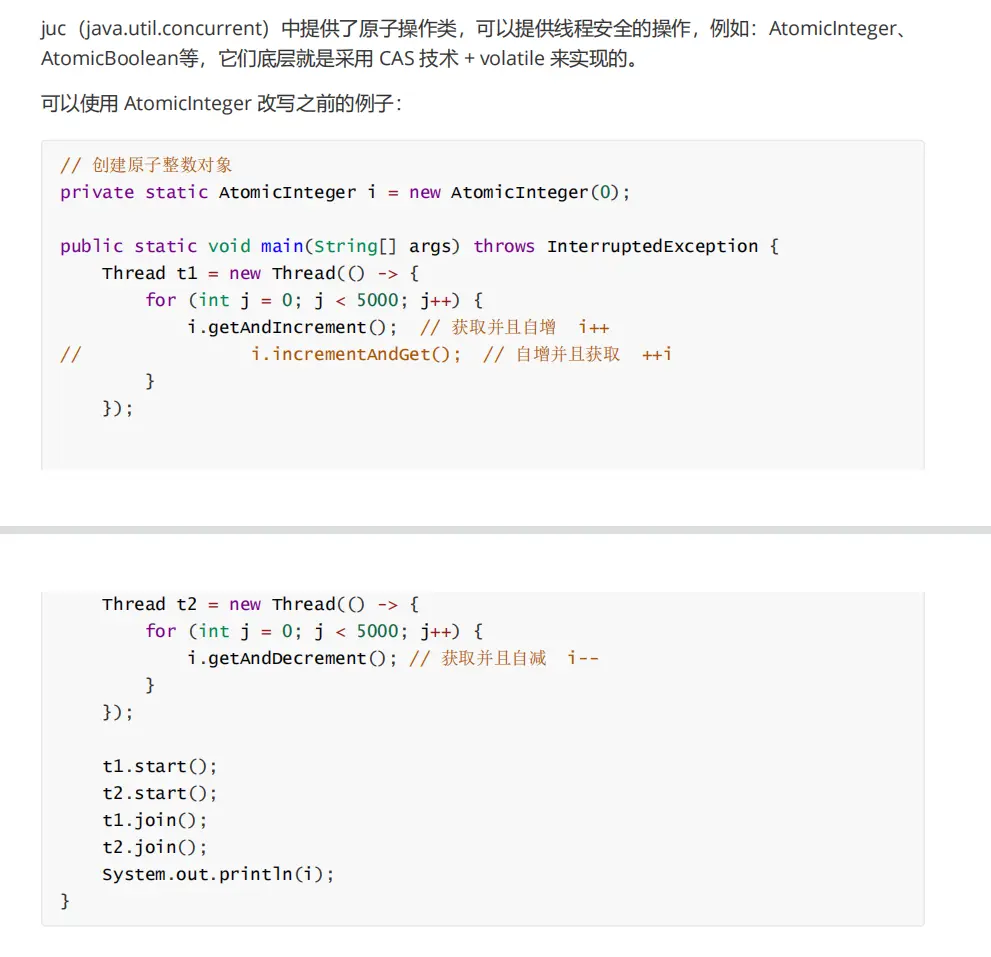 juc（java.util.concurrent）中提供了原子操作类，可以提供线程安全的操作，例如：AtomicInteger、
AtomicBoolean等，它们底层就是采用 CAS 技术 + volatile 来实现的。
可以使用 AtomicInteger 改写之前的例子：
// 创建原子整数对象
private static AtomicInteger i = new AtomicInteger(0);
public static void main(String[] args) throws InterruptedException {
    Thread t1 = new Thread(() -> {
        for (int j = 0; j < 5000; j++) {
            i.getAndIncrement();  // 获取并且自增  i++
//                i.incrementAndGet();  // 自增并且获取  ++i
        }
    });
    Thread t2 = new Thread(() -> {
        for (int j = 0; j < 5000; j++) {
            i.getAndDecrement(); // 获取并且自减  i--
        }
    });
    t1.start();
    t2.start();
    t1.join();
    t2.join();
    System.out.println(i);
}